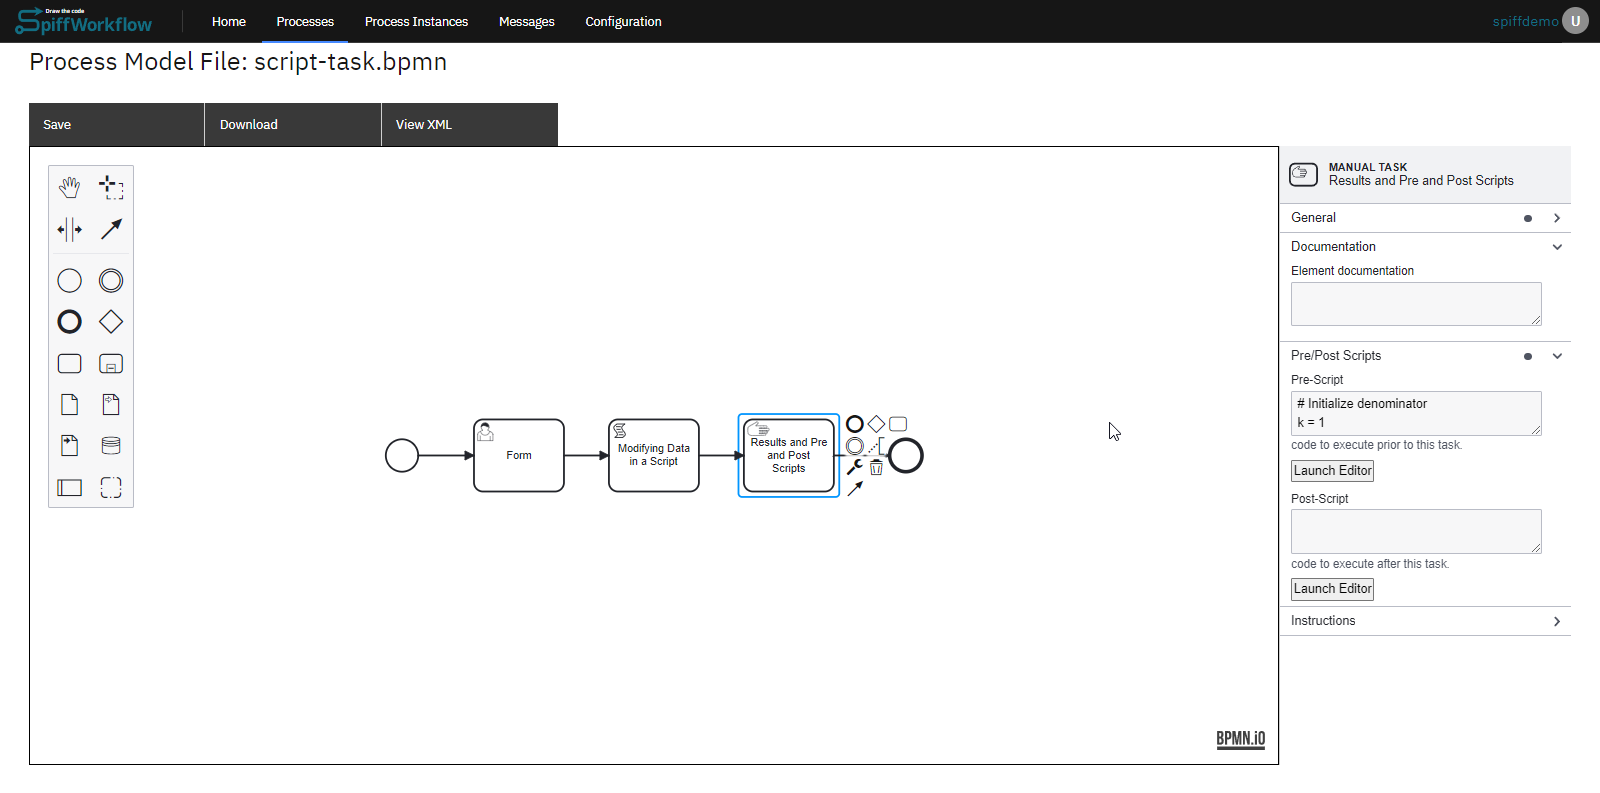 Draw the code
SpiffWorkflow
Home
Processes
Process Instances
Messages
Configuration
spiffdemo
U
Process Model File: script-task.bpmn
Save
Download
View XML
MANUAL TASK
Results and Pre and Post Scripts
General
Documentation
Element documentation
Pre/Post Scripts
Pre-Script
# Initialize denominator
k = 1
code to execute prior to this task.
Launch Editor
Post-Script
code to execute after this task.
Launch Editor
Instructions
Form
Modifying Data
in a Script
Results and Pre
and Post
Scripts
BPMN.iO